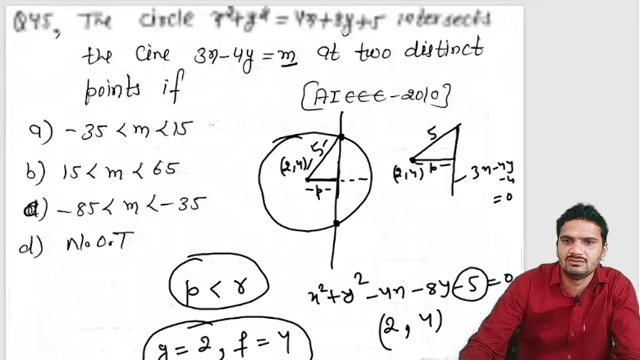 Q45, The circle x²+y² = 4x+8y+5 intersects
the line 3x-4y = m at two distinct
points if
[AIEEE-2010]
a) -35 < m < 15
b) 15 < m < 65
c) -85 < m < -35
d) N.O.T
5
(2,4)
-p-
5
(2,4)
p
3x-4y
= 0
p < r
x²+y²-4x-8y-5=0
(2, 4)
g = 2, f = 4